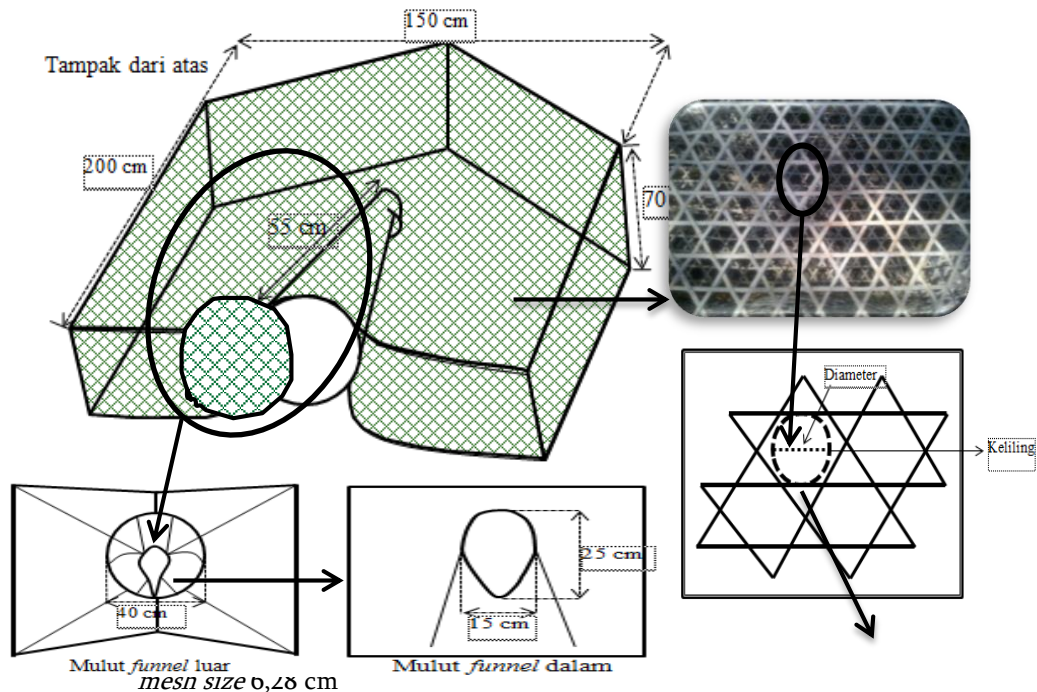 150 cm
Tampak dari atas
200 cm
70
55 cm
Diameter
Keliling
25 cm
40 cm
15 cm
Mulut funnel luar
Mulut funnel dalam
mesh size 6,28 cm